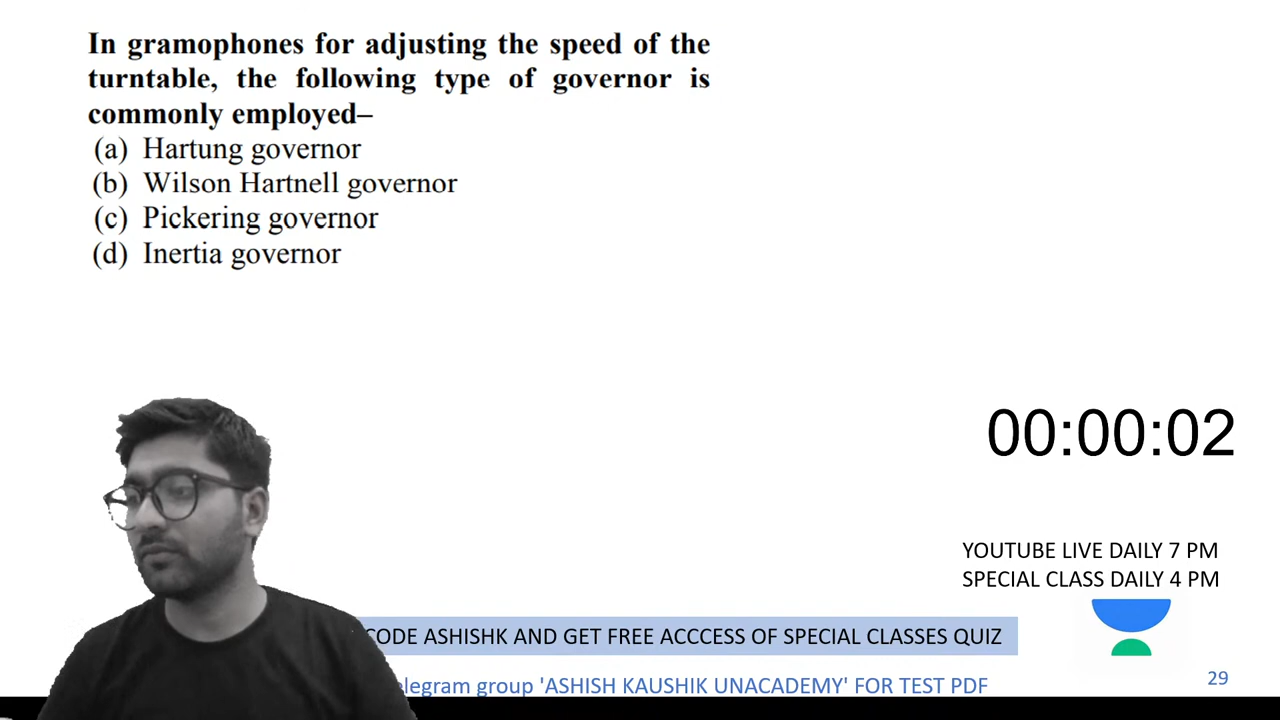 In gramophones for adjusting the speed of the
turntable, the following type of governor is
commonly employed–
(a) Hartung governor
(b) Wilson Hartnell governor
(c) Pickering governor
(d) Inertia governor
00:00:02
YOUTUBE LIVE DAILY 7 PM
SPECIAL CLASS DAILY 4 PM
CODE ASHISHK AND GET FREE ACCCESS OF SPECIAL CLASSES QUIZ
elegram group 'ASHISH KAUSHIK UNACADEMY' FOR TEST PDF
29